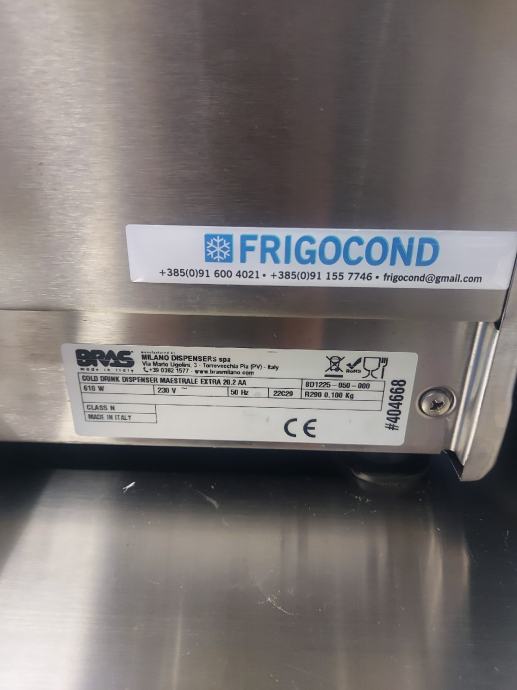 FRIGOCOND
+385(0)91 600 4021 • +385(0)91 155 7746 • frigocond@gmail.com
BRAS
made in Italy
manufactured by
MILANO DISPENSERS spa
Via Mario Ugolini, 3 - Torrevecchia Pia (PV) - Italy
+39 0382 1577 - www.brasmilano.com
RoHS
COLD DRINK DISPENSER MAESTRALE EXTRA 20.2 AA
8D1225-050-000
610 W 230 V ~ 50 Hz 22C29 R290 0.100 Kg
CLASS N
MADE IN ITALY
CE
#404668